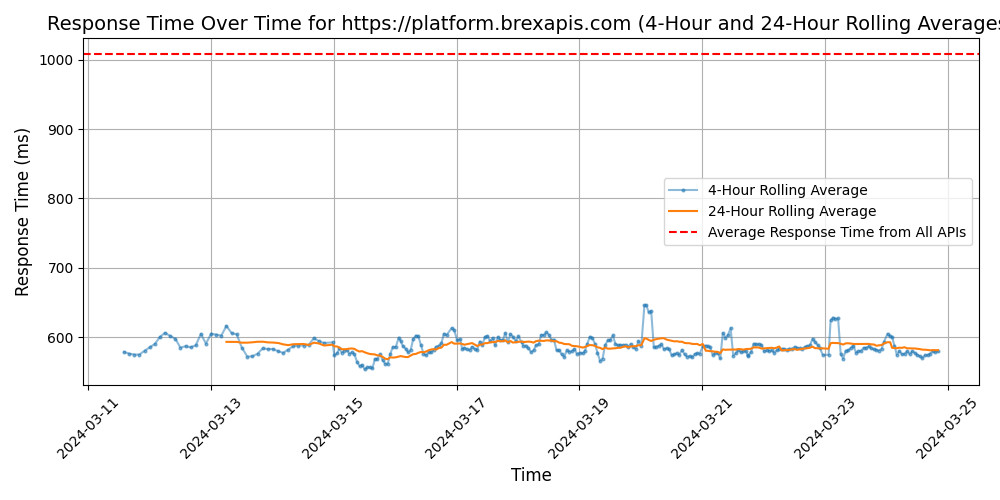 Response Time Over Time for https://platform.brexapis.com (4-Hour and 24-Hour Rolling Averages
Response Time (ms)
1000
900
800
700
600
4-Hour Rolling Average
24-Hour Rolling Average
Average Response Time from All APIs
2024-03-11
2024-03-13
2024-03-15
2024-03-17
2024-03-19
2024-03-21
2024-03-23
2024-03-25
Time